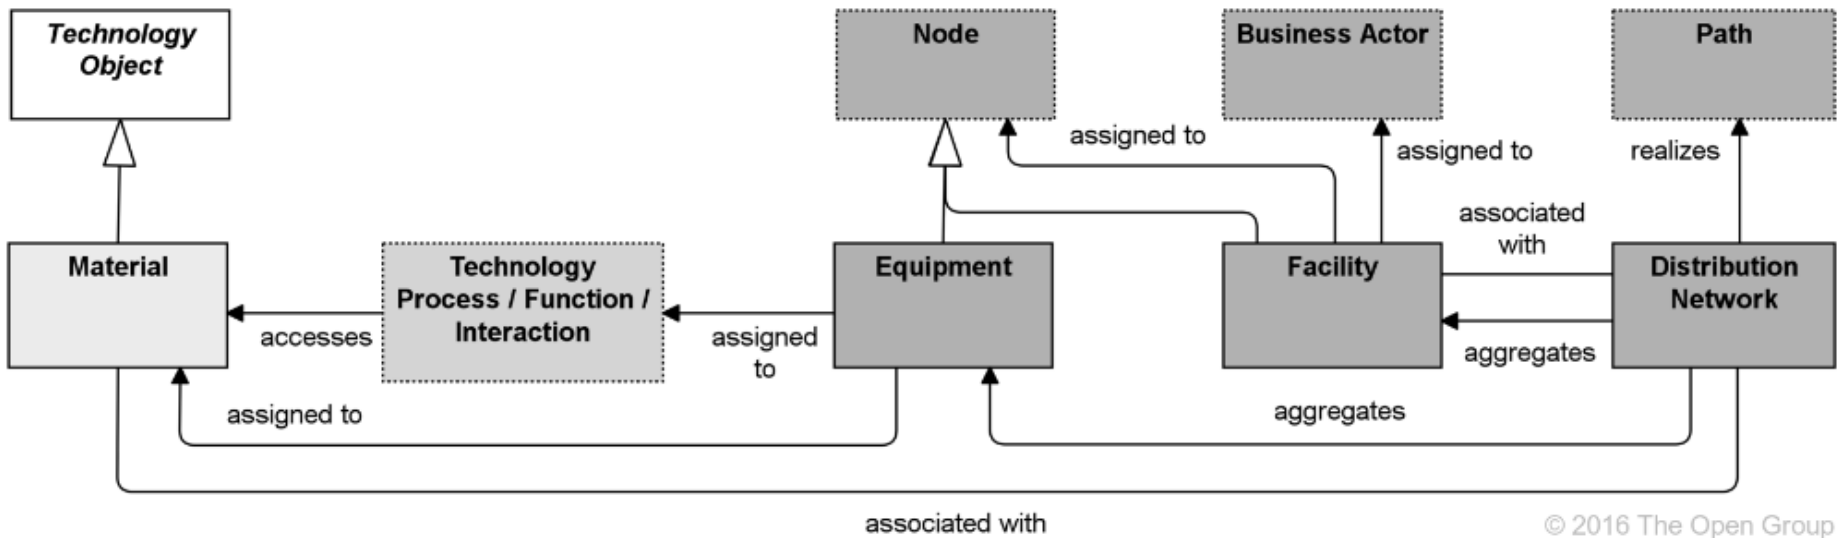 Technology
Object
Node
Business Actor
Path
assigned to
assigned to
realizes
associated
with
Material
Technology
Process / Function /
Interaction
Equipment
Facility
Distribution
Network
accesses
assigned
to
aggregates
assigned to
aggregates
associated with
© 2016 The Open Group